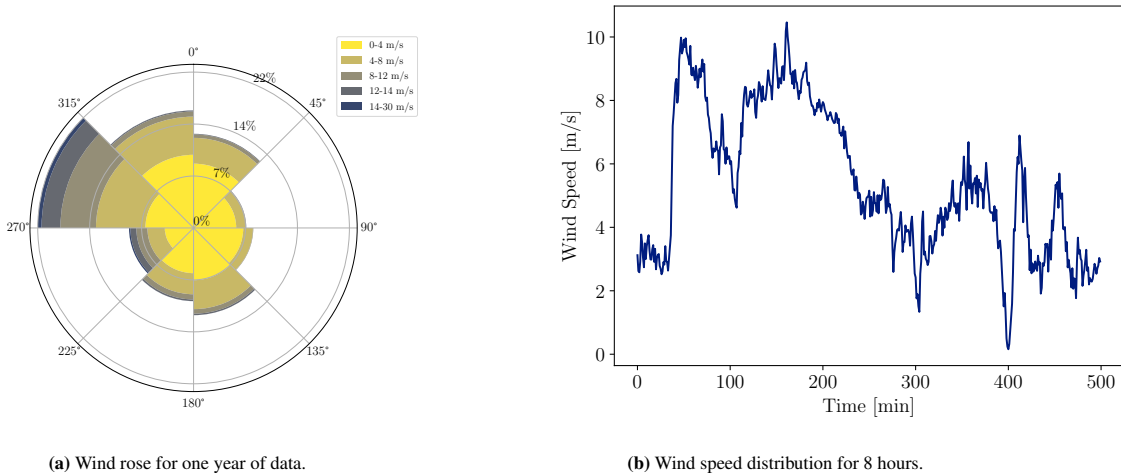 0°
45°
90°
135°
180°
225°
270°
315°
0%
7%
14%
22%
0-4 m/s
4-8 m/s
8-12 m/s
12-14 m/s
14-30 m/s
Wind Speed [m/s]
10
8
6
4
2
0
0 100 200 300 400 500
Time [min]
(a) Wind rose for one year of data.
(b) Wind speed distribution for 8 hours.